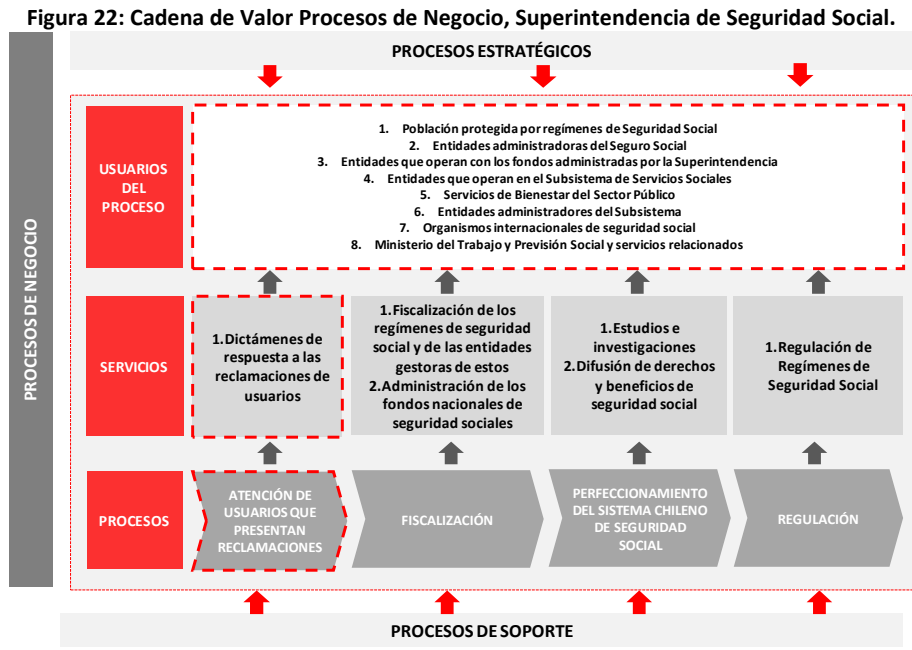 Figura 22: Cadena de Valor Procesos de Negocio, Superintendencia de Seguridad Social.
PROCESOS ESTRATÉGICOS
PROCESOS DE NEGOCIO
USUARIOS
DEL
PROCESO
1. Población protegida por regímenes de Seguridad Social
2. Entidades administradoras del Seguro Social
3. Entidades que operan con los fondos administradas por la Superintendencia
4. Entidades que operan en el Subsistema de Servicios Sociales
5. Servicios de Bienestar del Sector Público
6. Entidades administradores del Subsistema
7. Organismos internacionales de seguridad social
8. Ministerio del Trabajo y Previsión Social y servicios relacionados
SERVICIOS
1.Dictámenes de
respuesta a las
reclamaciones de
usuarios
1.Fiscalización de los
regímenes de seguridad
social y de las entidades
gestoras de estos
2.Administración de los
fondos nacionales de
seguridad sociales
1.Estudios e
investigaciones
2.Difusión de derechos
y beneficios de
seguridad social
1.Regulación de
Regímenes de
Seguridad Social
PROCESOS
ATENCIÓN DE
USUARIOS QUE
PRESENTAN
RECLAMACIONES
FISCALIZACIÓN
PERFECCIONAMIENTO
DEL SISTEMA CHILENO
DE SEGURIDAD
SOCIAL
REGULACIÓN
PROCESOS DE SOPORTE